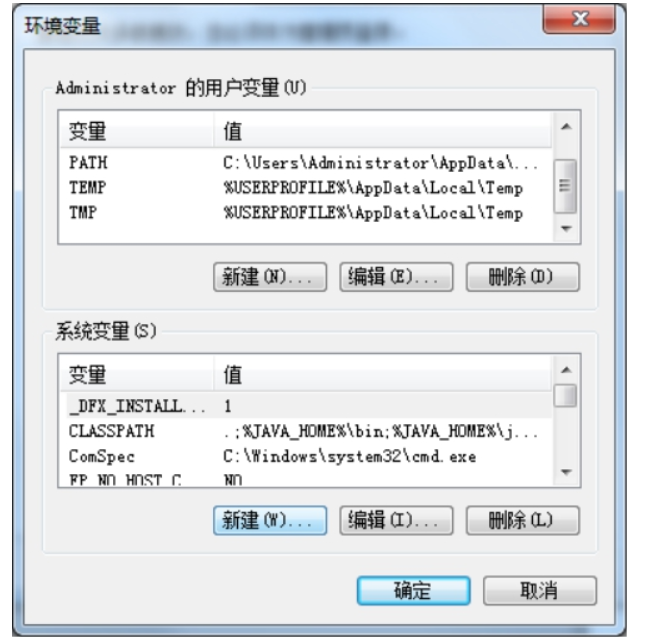 环境变量
Administrator 的用户变量(U)
变量 值
PATH C:\Users\Administrator\AppData\...
TEMP %USERPROFILE%\AppData\Local\Temp
TMP %USERPROFILE%\AppData\Local\Temp
新建(N)... 编辑(E)... 删除(D)
系统变量(S)
变量 值
_DFX_INSTALL... 1
CLASSPATH .;%JAVA_HOME%\bin;%JAVA_HOME%\j...
ComSpec C:\Windows\system32\cmd.exe
FP_NO_HOST_C NO
新建(W)... 编辑(I)... 删除(L)
确定 取消